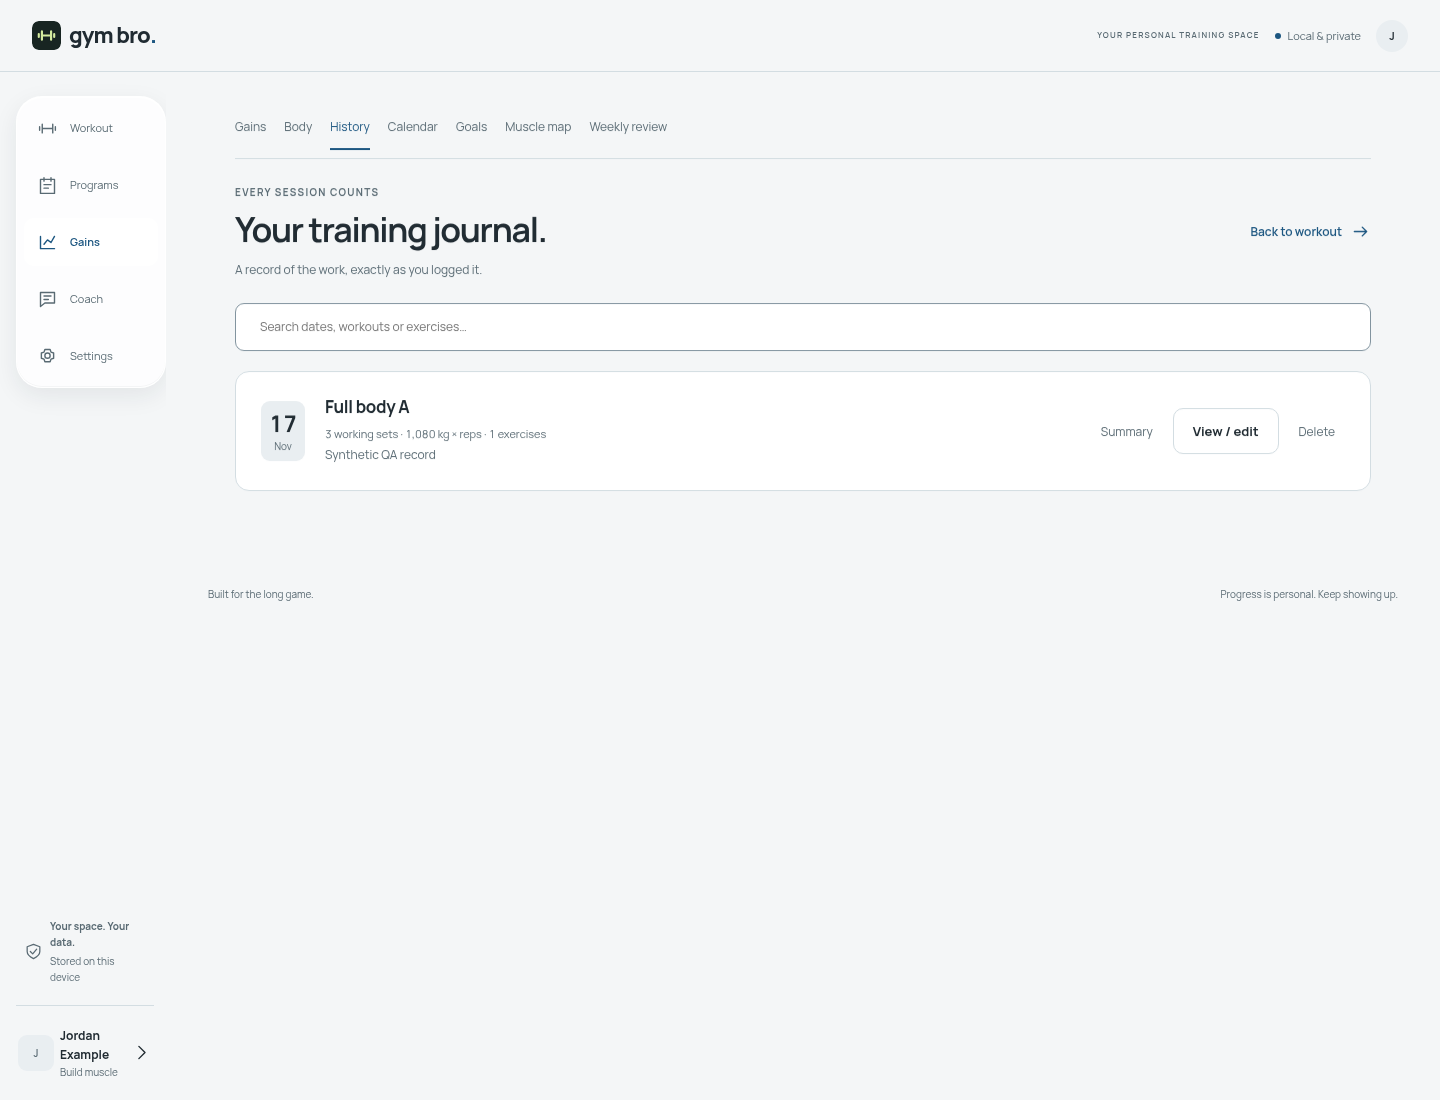 gym bro.
YOUR PERSONAL TRAINING SPACE
Local & private
J
Workout
Programs
Gains
Coach
Settings
Gains Body History Calendar Goals Muscle map Weekly review
EVERY SESSION COUNTS
Your training journal.
Back to workout
A record of the work, exactly as you logged it.
Search dates, workouts or exercises...
17
Nov
Full body A
3 working sets · 1,080 kg × reps · 1 exercises
Synthetic QA record
Summary
View / edit
Delete
Built for the long game.
Progress is personal. Keep showing up.
Your space. Your
data.
Stored on this
device
J
Jordan
Example
Build muscle